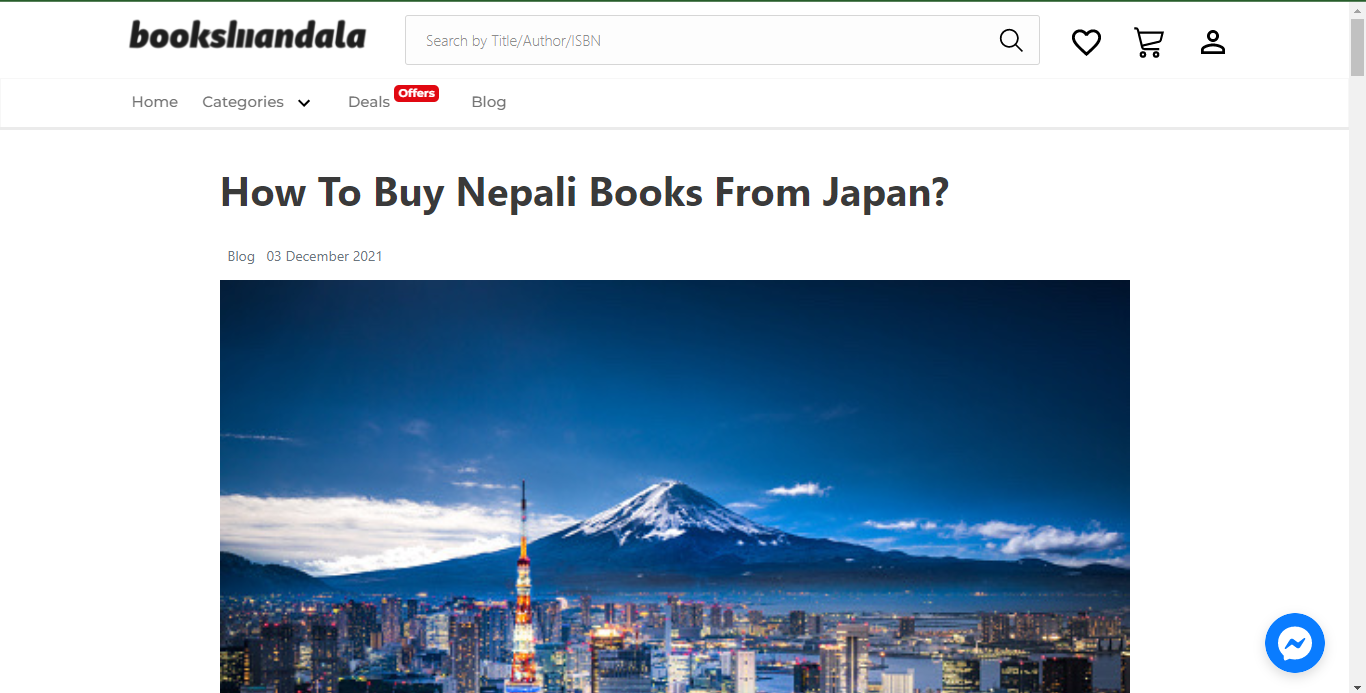 booksmandala
Search by Title/Author/ISBN
Home Categories Deals Offers Blog
How To Buy Nepali Books From Japan?
Blog 03 December 2021